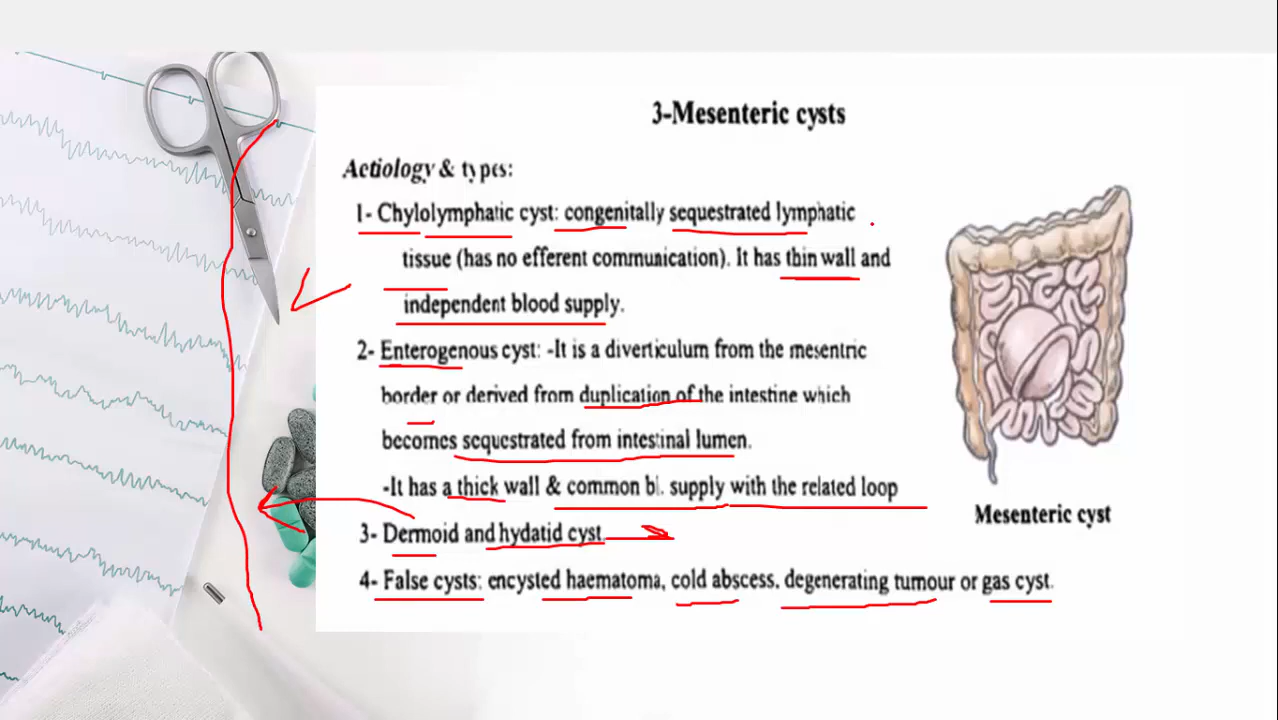 3-Mesenteric cysts
Aetiology & types:
1- Chylolymphatic cyst: congenitally sequestrated lymphatic
tissue (has no efferent communication). It has thin wall and
independent blood supply.
2- Enterogenous cyst: -It is a diverticulum from the mesentric
border or derived from duplication of the intestine which
becomes sequestrated from intestinal lumen.
-It has a thick wall & common bl. supply with the related loop
Mesenteric cyst
3- Dermoid and hydatid cyst.
4- False cysts: encysted haematoma, cold abscess. degenerating tumour or gas cyst.